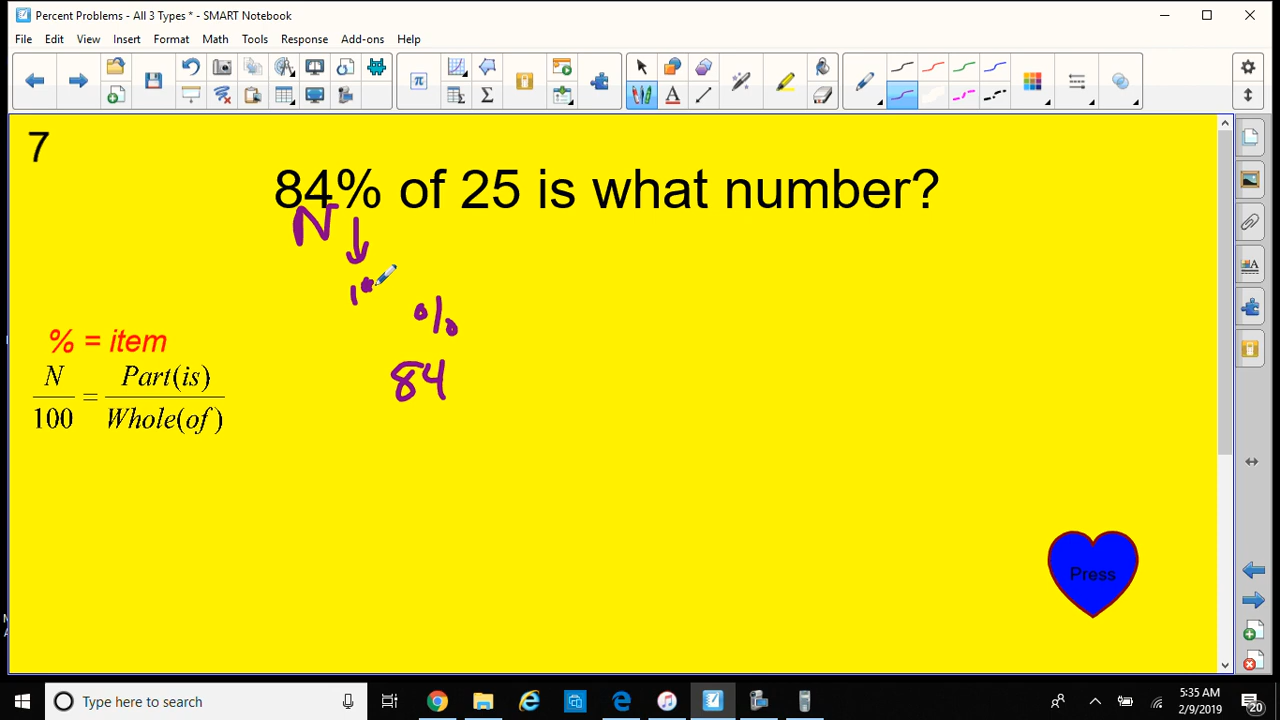 Percent Problems - All 3 Types * - SMART Notebook
File Edit View Insert Format Math Tools Response Add-ons Help
7
84% of 25 is what number?
N
%
84
% = item
N Part(is)
=
100 Whole(of)
Press
Type here to search
5:35 AM
2/9/2019
20